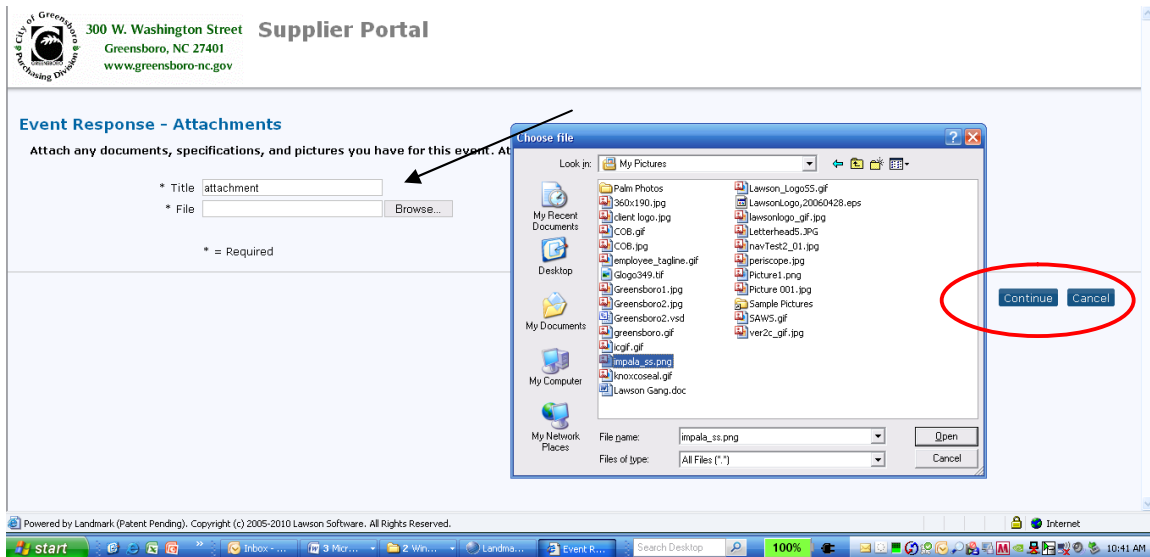 City of Greensboro
Purchasing Division
GREENSBORO
300 W. Washington Street
Greensboro, NC 27401
www.greensboro-nc.gov
Supplier Portal
Event Response - Attachments
Attach any documents, specifications, and pictures you have for this event. At
* Title attachment
* File Browse...
* = Required
Continue Cancel
Choose file
Look in: My Pictures
My Recent Documents
Desktop
My Documents
My Computer
My Network Places
Palm Photos
360x190.jpg
client logo.jpg
COB.gif
COB.jpg
employee_tagline.gif
Glogo349.tif
Greensboro1.jpg
Greensboro2.jpg
Greensboro2.vsd
greensboro.gif
icgif.gif
impala_ss.png
knoxcoseal.gif
Lawson Gang.doc
Lawson_LogoSS.gif
LawsonLogo,20060428.eps
lawsonlogo_gif.jpg
Letterhead5.JPG
navTest2_01.jpg
periscope.jpg
Picture1.png
Picture 001.jpg
Sample Pictures
SAWS.gif
ver2c_gif.jpg
File name: impala_ss.png Open
Files of type: All Files (*.*) Cancel
Powered by Landmark (Patent Pending). Copyright (c) 2005-2010 Lawson Software. All Rights Reserved.
Internet
start
Inbox - ...
3 Micr...
2 Win...
Landma...
Event R...
Search Desktop
100%
10:41 AM